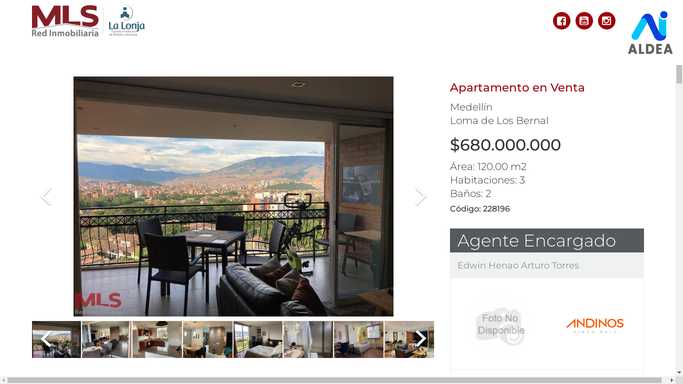 MLS
Red Inmobiliaria
La Lonja
ALDEA
Apartamento en Venta
Medellín
Loma de Los Bernal
$680.000.000
Área: 120.00 m2
Habitaciones: 3
Baños: 2
Código: 228196
MLS
Agente Encargado
Edwin Henao Arturo Torres
Foto No
Disponible
ANDINOS